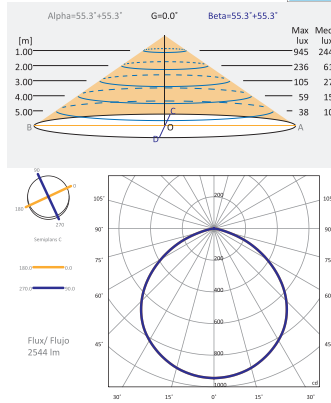 Alpha=55.3°+55.3° G=0.0° Beta=55.3°+55.3°
Max
[m] lux lux
1.00 945
2.00 236
3.00 105
4.00 59
5.00 38
C
B O A
D
90
0
180
270
Semiplans C
180.0 0.0
270.0 90.0
Flux/ Flujo
2544 lm
105° 105
90° 90
75° 75
60° 60
45° 45
200
200
400
600
800
1000
cd
30° 15° 0° 15° 30°